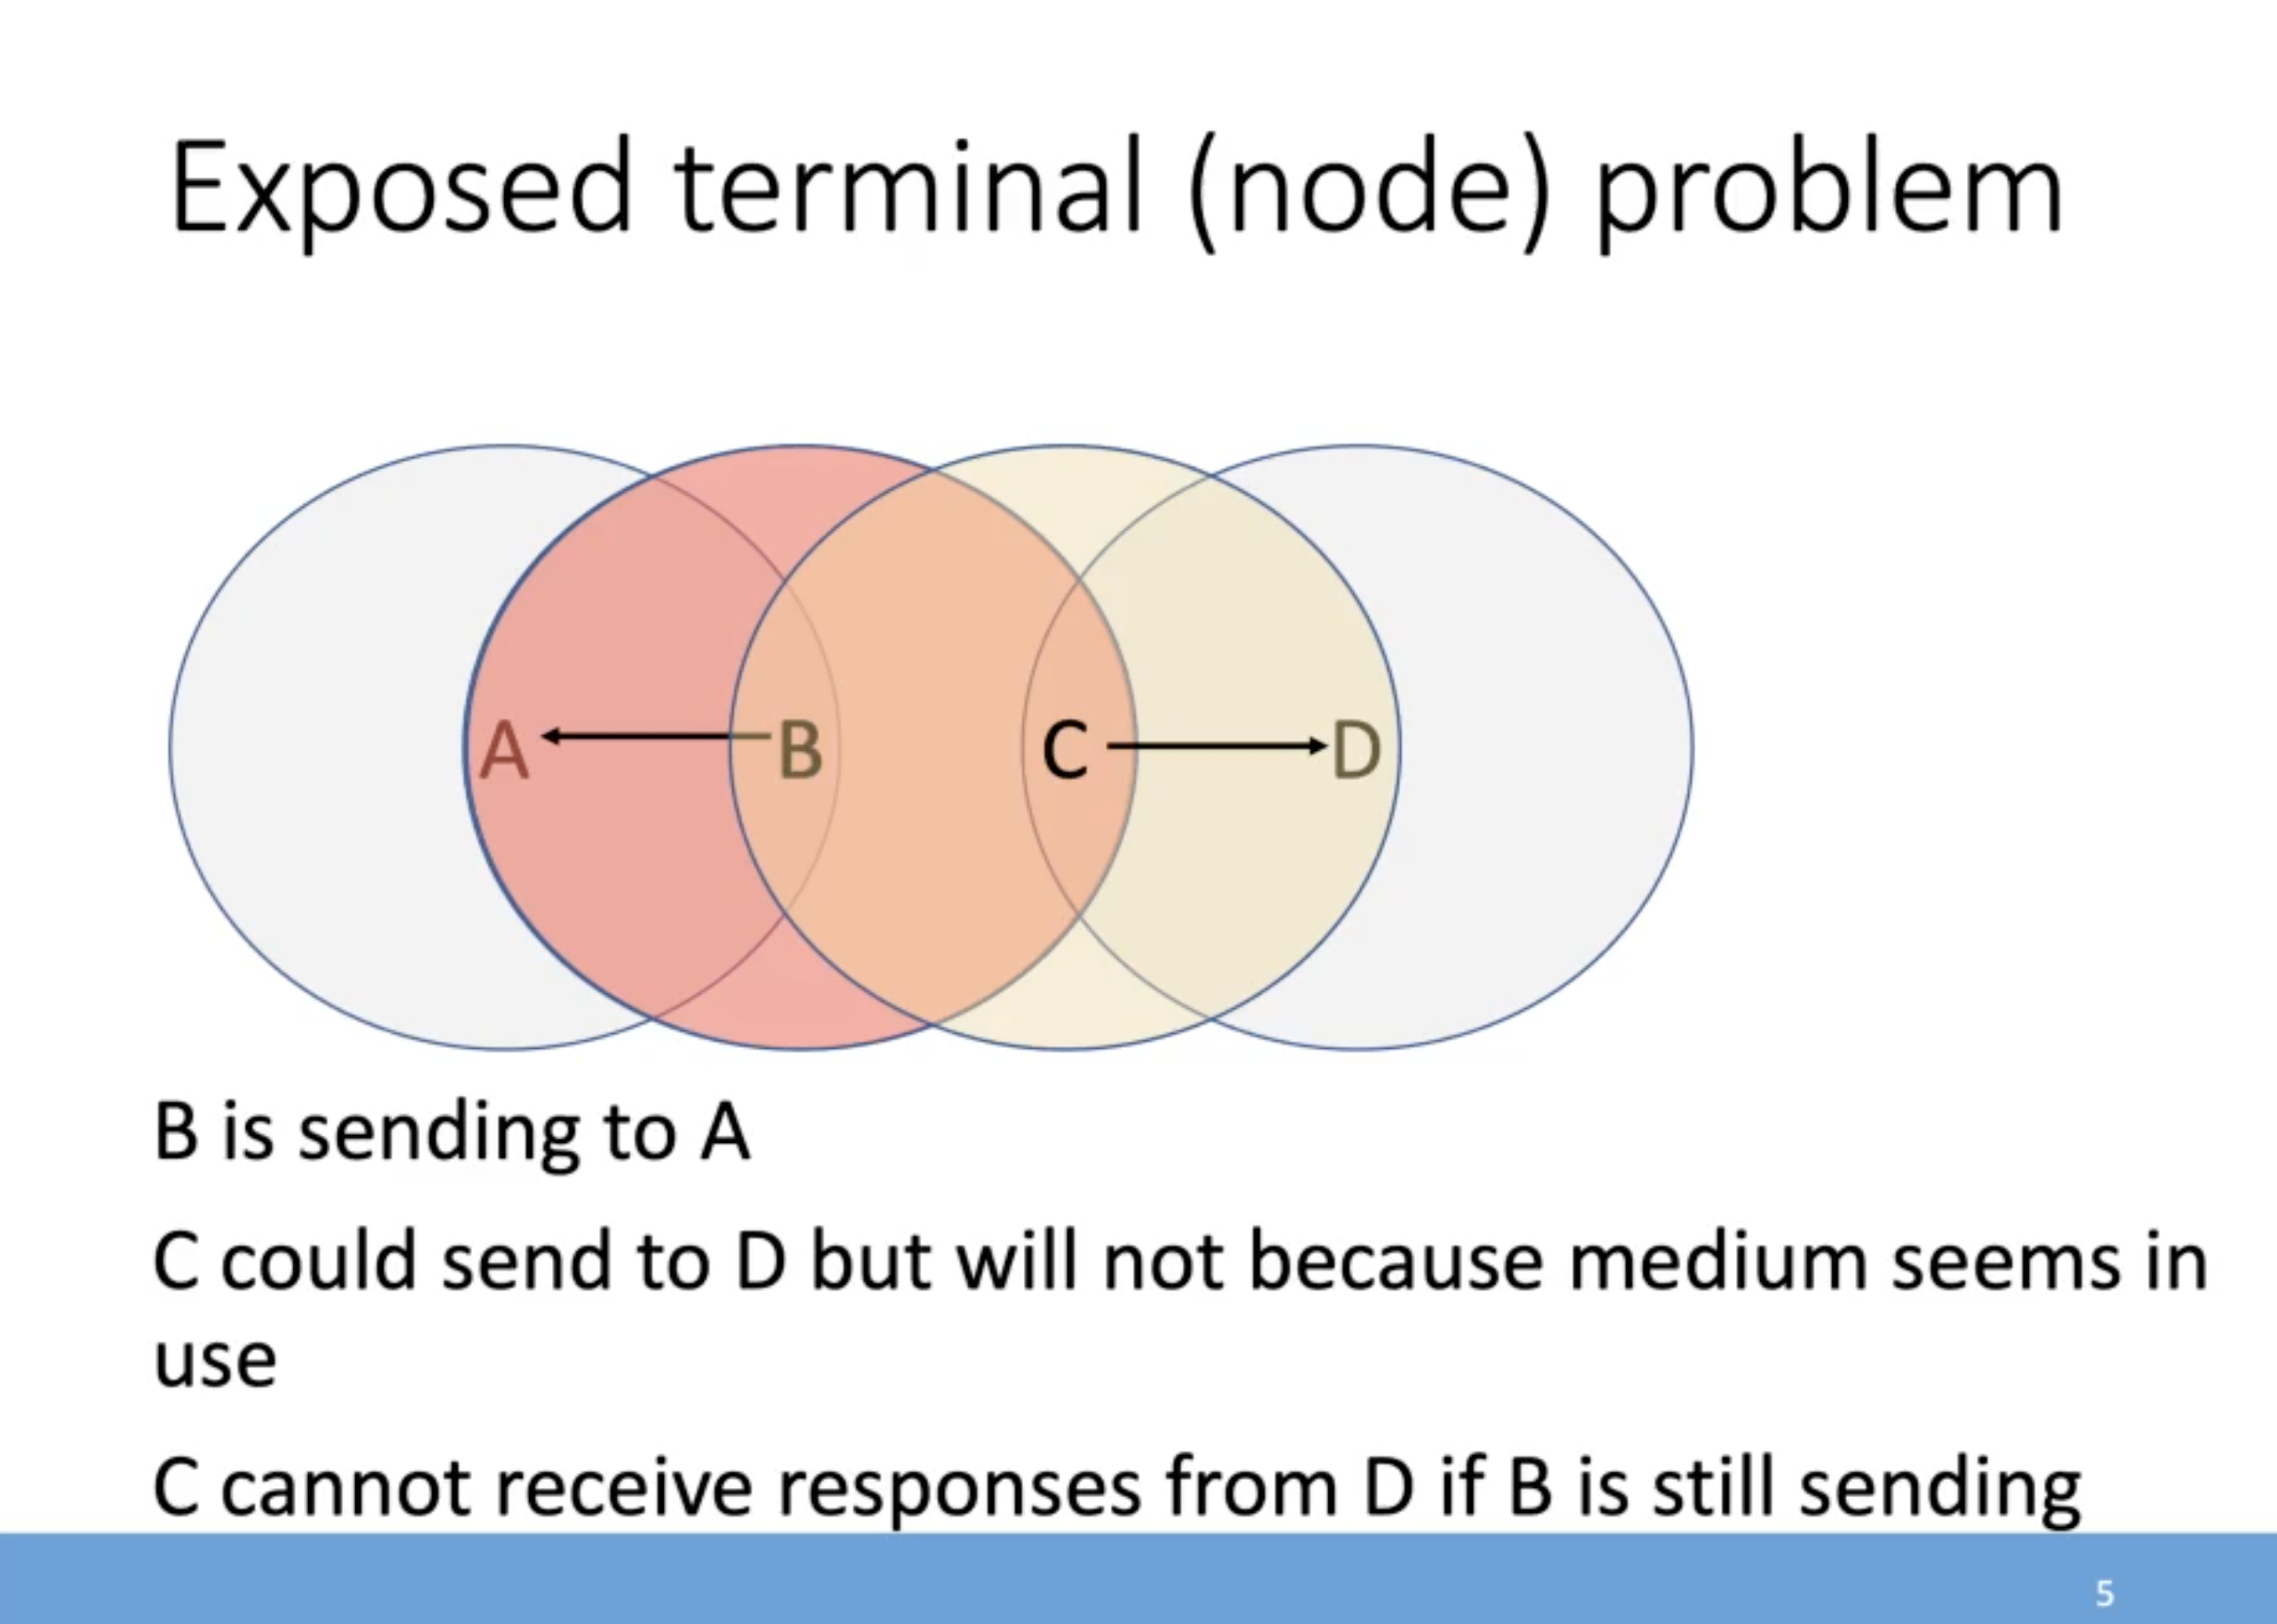 Exposed terminal (node) problem
A B C D
B is sending to A
C could send to D but will not because medium seems in
use
C cannot receive responses from D if B is still sending
5